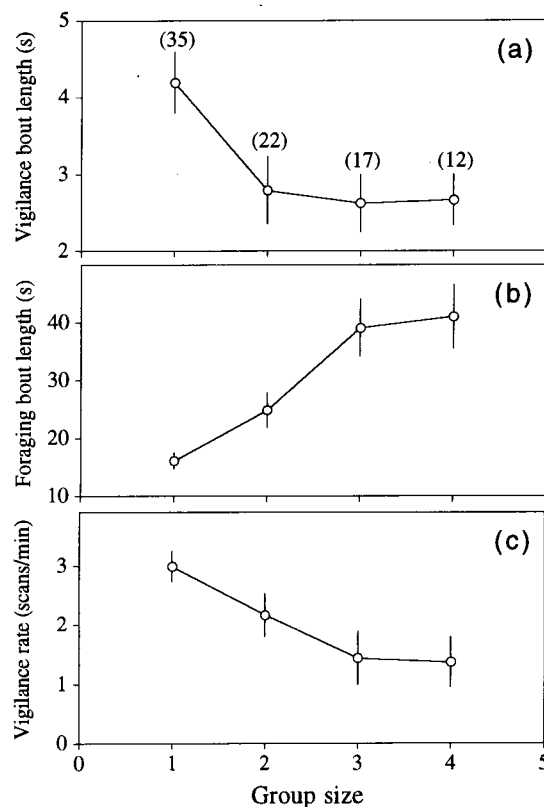 5
(a)
(35)
Vigilance bout length (s)
4
(22)
(17)
(12)
3
2
(b)
Foraging bout length (s)
40
30
20
10
(c)
Vigilance rate (scans/min)
3
2
1
0
0 1 2 3 4 5
Group size